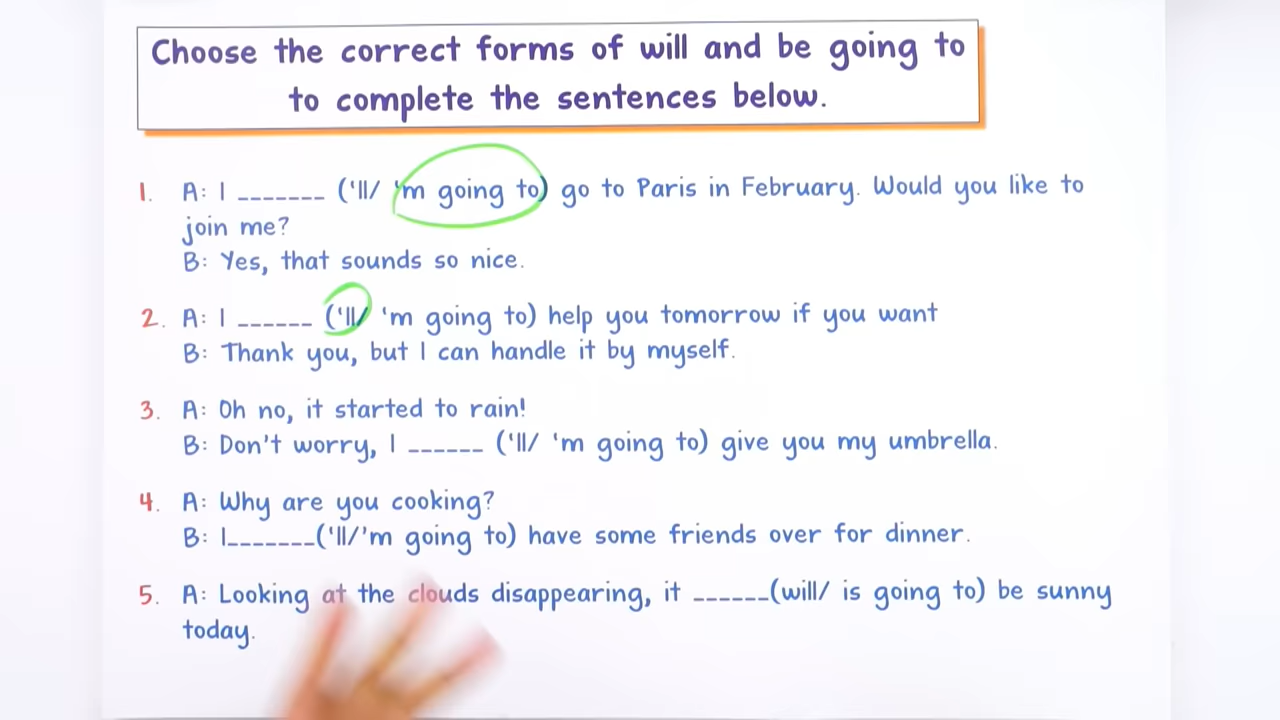 Choose the correct forms of will and be going to
to complete the sentences below.
1. A: I _______ ('ll/ 'm going to) go to Paris in February. Would you like to
join me?
B: Yes, that sounds so nice.
2. A: I ______ ('ll/ 'm going to) help you tomorrow if you want
B: Thank you, but I can handle it by myself.
3. A: Oh no, it started to rain!
B: Don't worry, I ______ ('ll/ 'm going to) give you my umbrella.
4. A: Why are you cooking?
B: I_______('ll/'m going to) have some friends over for dinner.
5. A: Looking at the clouds disappearing, it ______(will/ is going to) be sunny
today.